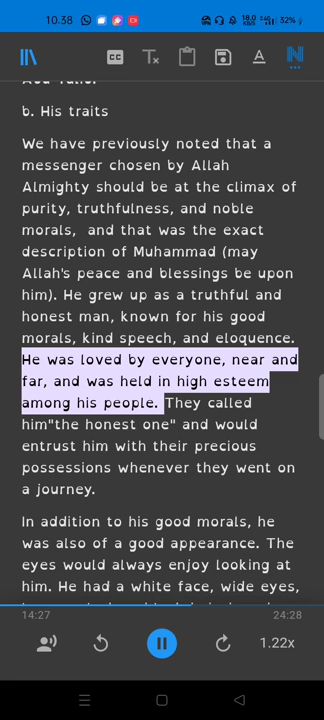 10.38
18.0 KB/S
4G
32%
CC
b. His traits
We have previously noted that a
messenger chosen by Allah
Almighty should be at the climax of
purity, truthfulness, and noble
morals,  and that was the exact
description of Muhammad (may
Allah's peace and blessings be upon
him). He grew up as a truthful and
honest man, known for his good
morals, kind speech, and eloquence.
He was loved by everyone, near and
far, and was held in high esteem
among his people. They called
him"the honest one" and would
entrust him with their precious
possessions whenever they went on
a journey.
In addition to his good morals, he
was also of a good appearance. The
eyes would always enjoy looking at
him. He had a white face, wide eyes,
14:27
24:28
1.22x